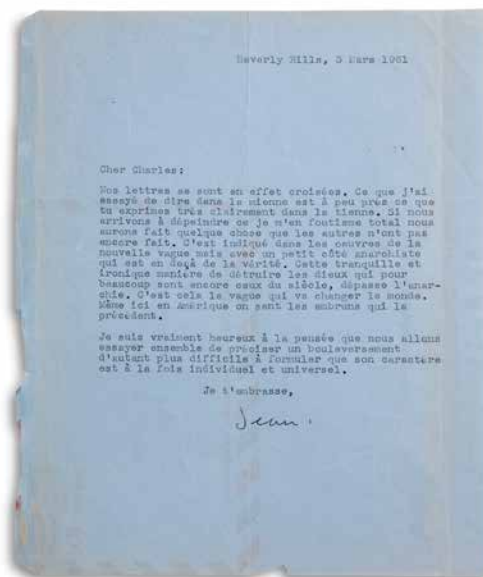 Beverly Hills, 5 Mars 1961
Cher Charles:
Nos lettres se sont en effet croisées. Ce que j'ai
essayé de dire dans la mienne est à peu près ce que
tu exprimes très clairement dans la tienne. Si nous
arrivons à dépeindre ce je m'en foutisme total nous
aurons fait quelque chose que les autres n'ont pas
encore fait. C'est indiqué dans les oeuvres de la
nouvelle vague mais avec un petit côté anarchiste
qui est en deçà de la vérité. Cette tranquille et
ironique manière de détruire les dieux qui pour
beaucoup sont encore ceux du siècle, dépasse l'anar-
chie. C'est cela la vague qui va changer le monde.
Même ici en Amérique on sent les embruns qui la
précèdent.
Je suis vraiment heureux à la pensée que nous allons
essayer ensemble de préciser un bouleversement
d'autant plus difficile à formuler que son caractère
est à la fois individuel et universel.
Je t'embrasse,
Jean.